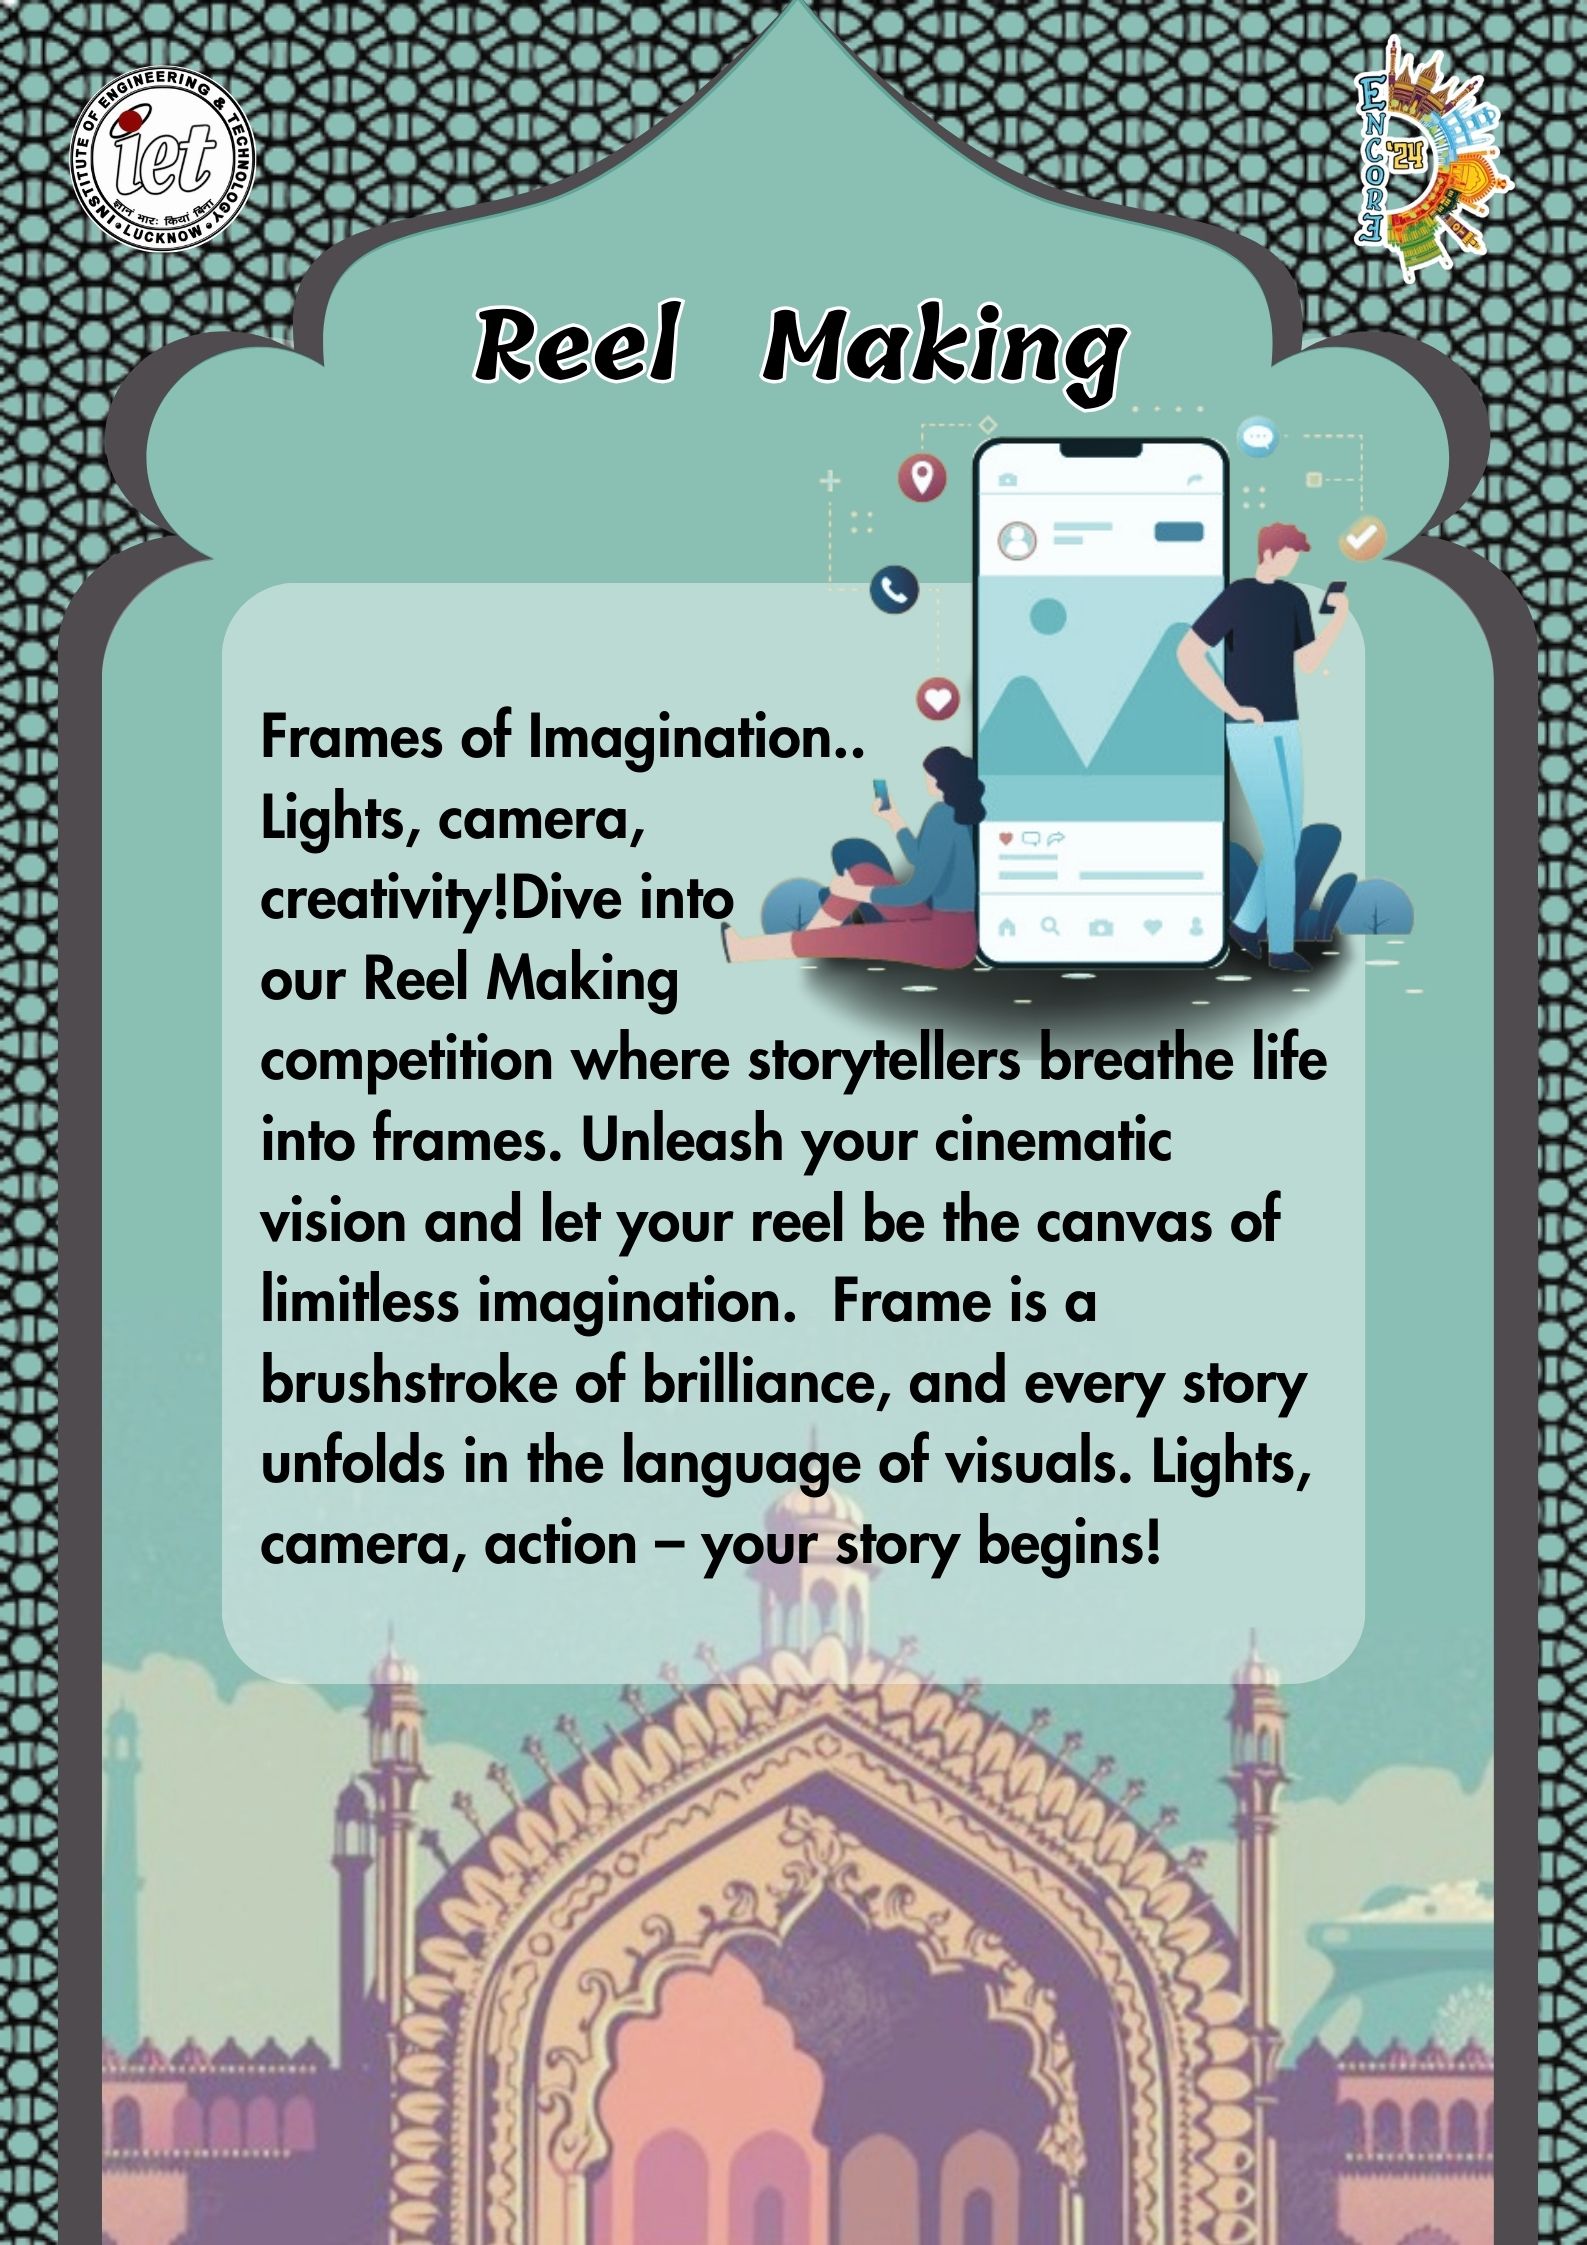 INSTITUTE OF ENGINEERING & TECHNOLOGY
iet
LUCKNOW
ENCORE
'24
Reel Making
Frames of Imagination..
Lights, camera,
creativity!Dive into
our Reel Making
competition where storytellers breathe life
into frames. Unleash your cinematic
vision and let your reel be the canvas of
limitless imagination.  Frame is a
brushstroke of brilliance, and every story
unfolds in the language of visuals. Lights,
camera, action – your story begins!